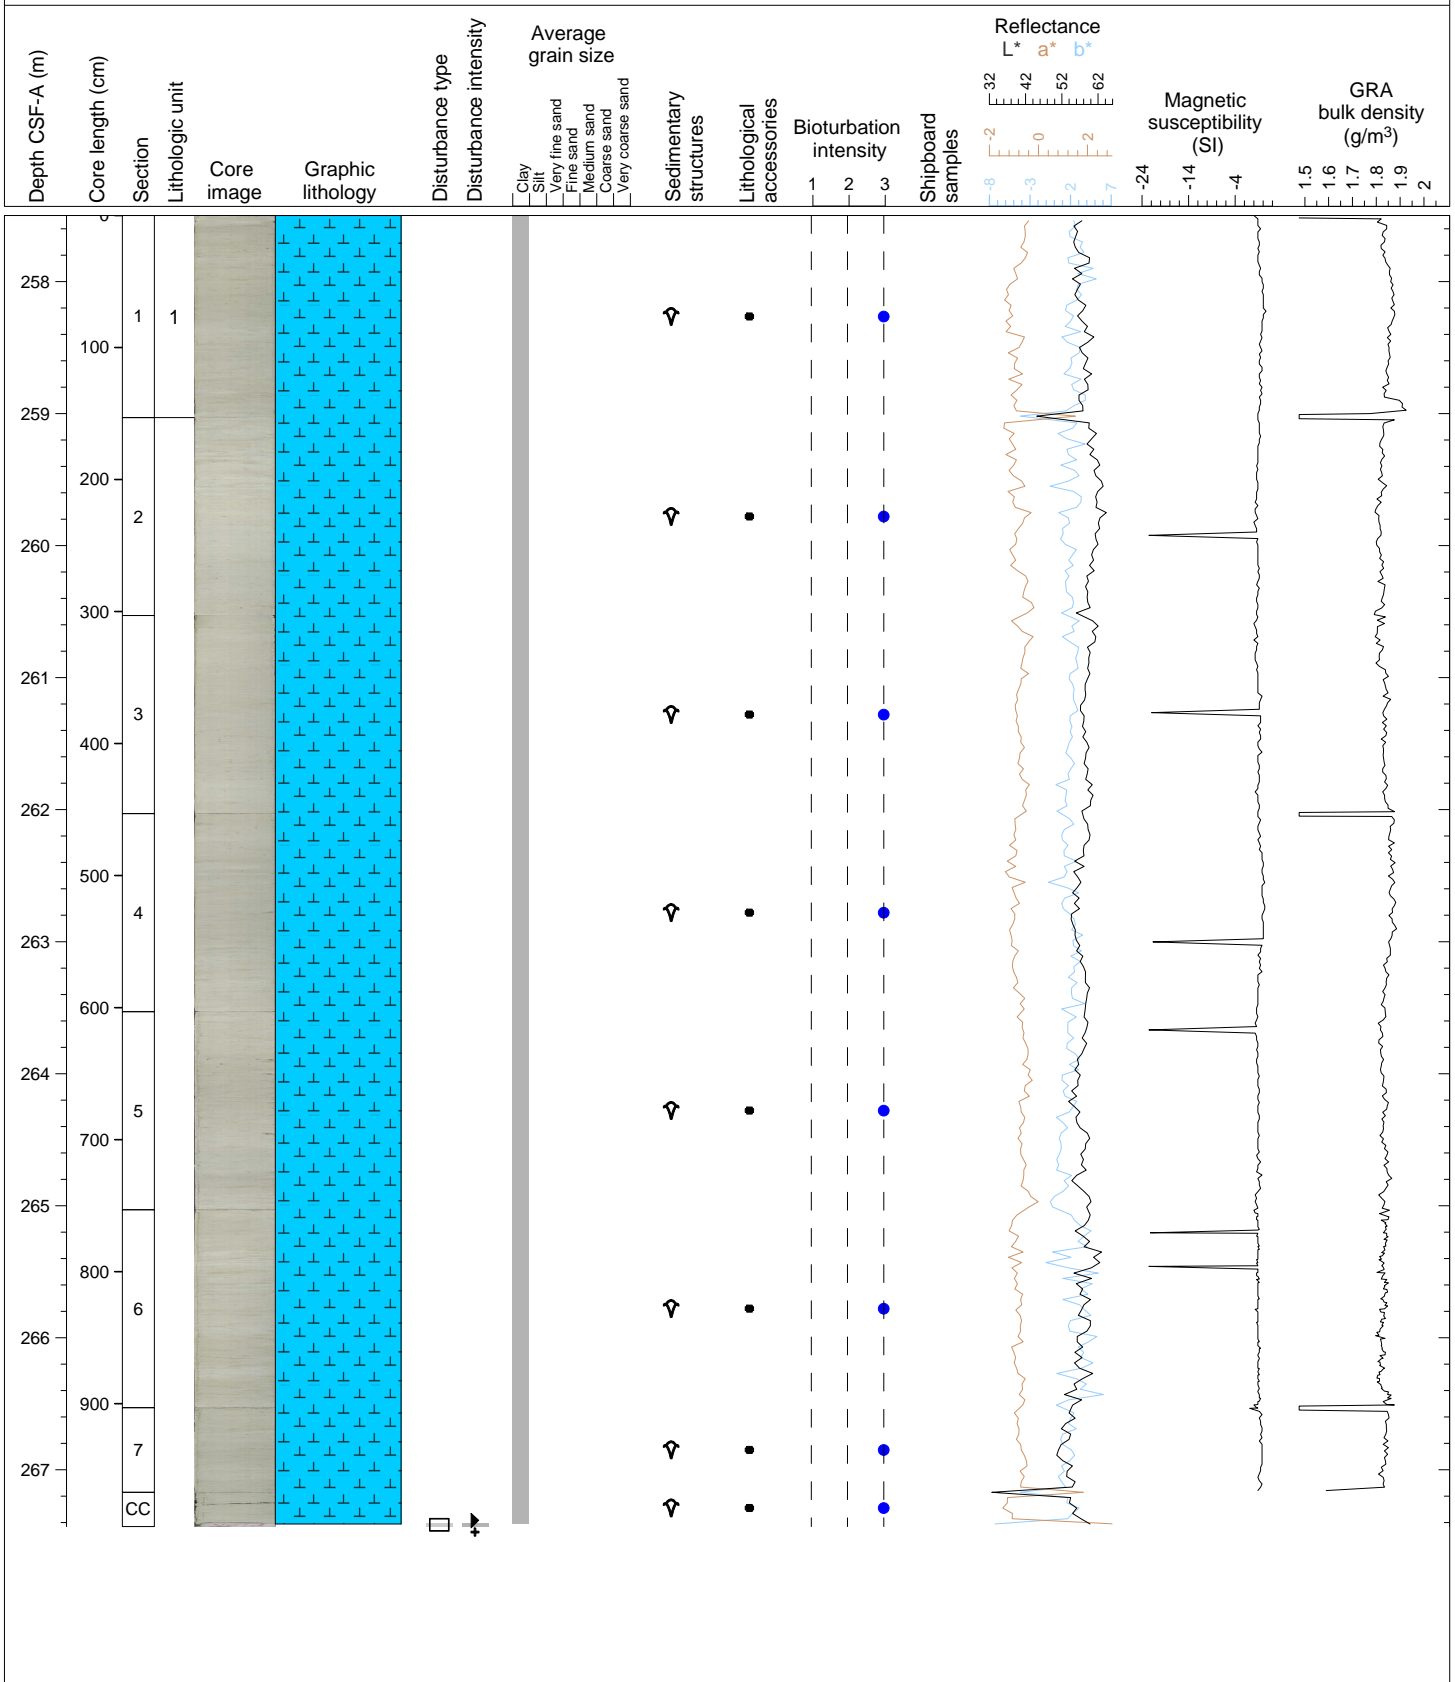 Depth CSF-A (m)
Core length (cm)
Section
Lithologic unit
Core
image
Graphic
lithology
Disturbance type
Disturbance intensity
Average
grain size
Clay
Silt
Very fine sand
Fine sand
Medium sand
Coarse sand
Very coarse sand
Sedimentary
structures
Lithological
accessories
Bioturbation
intensity
1 2 3
Shipboard
samples
Reflectance
L* a* b*
32 42 52 62
-2 0 2
-8 -3 2 7
Magnetic
susceptibility
(SI)
-24 -14 -4
GRA
bulk density
(g/m3)
1.5 1.6 1.7 1.8 1.9 2
0
258
1 1
100
259
200
2
260
300
261
3
400
262
500
4
263
600
264
5
700
265
800
6
266
900
7
267
CC